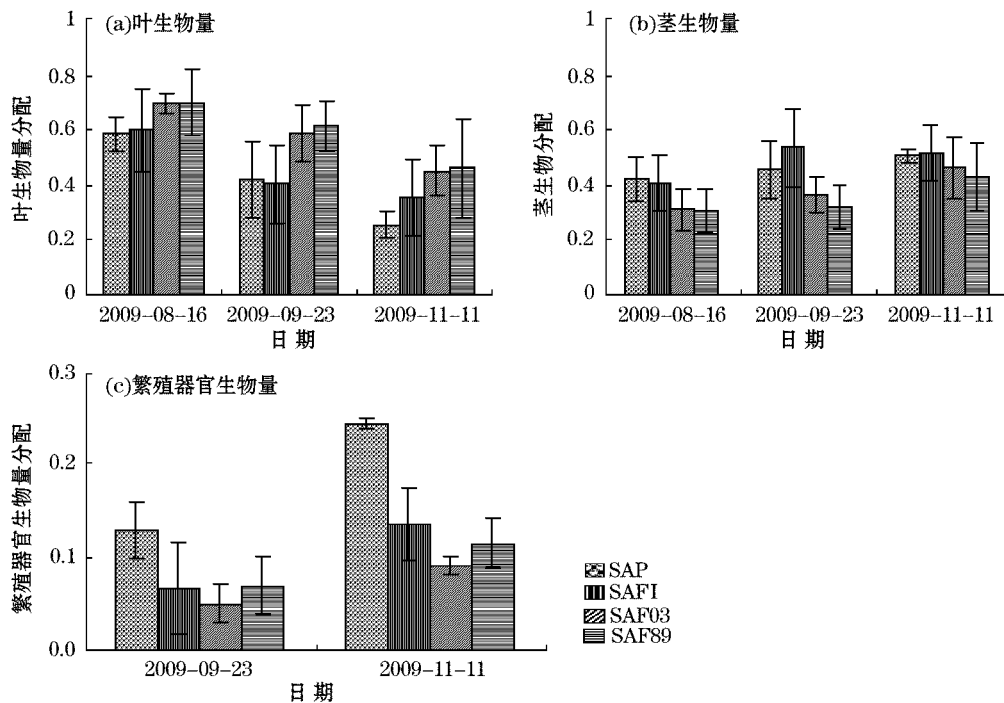 (a)叶生物量
叶生物量分配
1
0.8
0.6
0.4
0.2
0
2009-08-16 2009-09-23 2009-11-11
日 期
(b)茎生物量
茎生物分配
1
0.8
0.6
0.4
0.2
0
2009-08-16 2009-09-23 2009-11-11
日 期
(c)繁殖器官生物量
繁殖器官生物量分配
0.3
0.2
0.1
0.0
2009-09-23 2009-11-11
日 期
SAP
SAF1
SAF03
SAF89